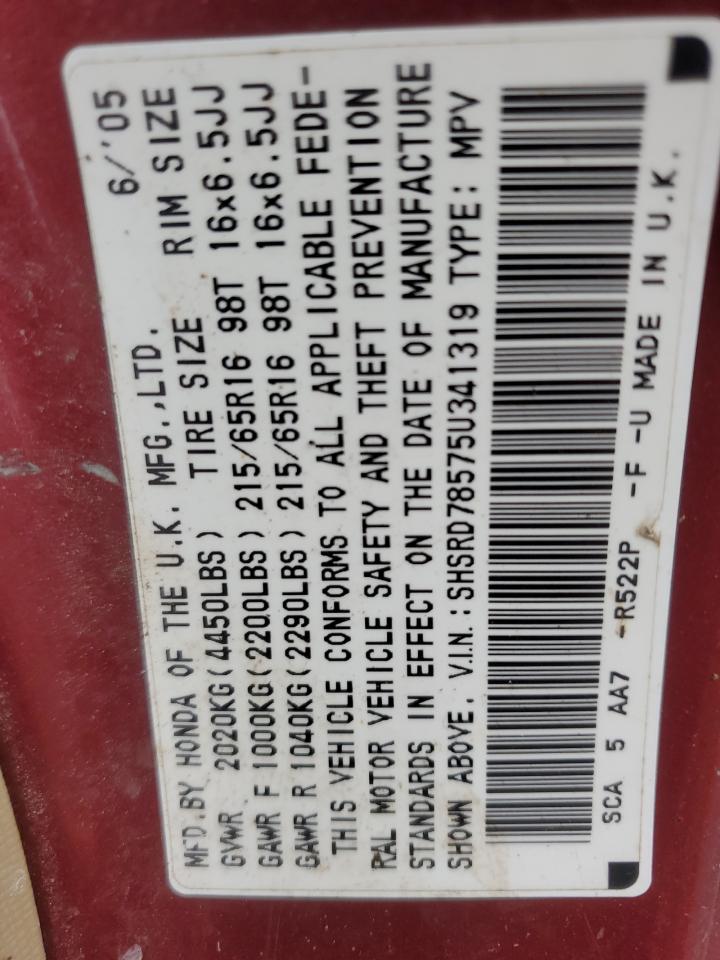 MFD.BY HONDA OF THE U.K. MFG.,LTD. 6/'05
GVWR 2020KG(4450LBS) TIRE SIZE RIM SIZE
GAWR F 1000KG(2200LBS) 215/65R16 98T 16x6.5JJ
GAWR R 1040KG(2290LBS) 215/65R16 98T 16x6.5JJ
THIS VEHICLE CONFORMS TO ALL APPLICABLE FEDE-
RAL MOTOR VEHICLE SAFETY AND THEFT PREVENTION
STANDARDS IN EFFECT ON THE DATE OF MANUFACTURE
SHOWN ABOVE. V.I.N.:SHSRD78575U341319 TYPE: MPV
SCA 5 AA7 -R522P -F -U MADE IN U.K.